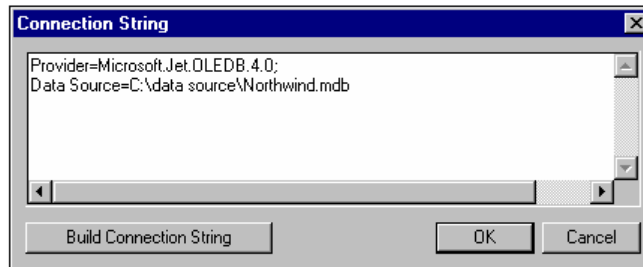 Connection String
Provider=Microsoft.Jet.OLEDB.4.0;
Data Source=C:\data source\Northwind.mdb
Build Connection String OK Cancel